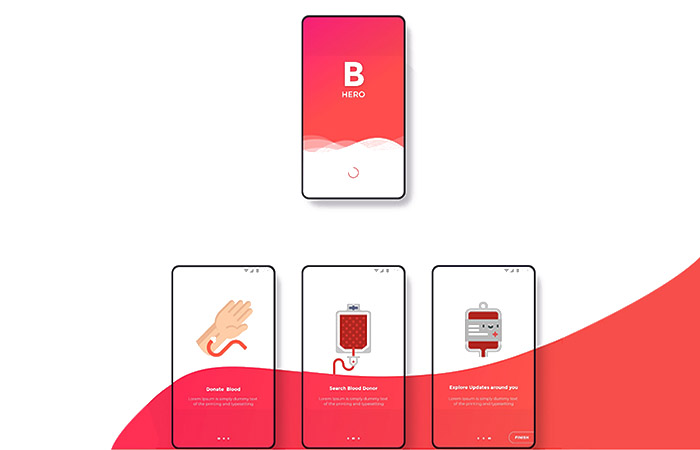 B
HERO
Donate Blood
Lorem ipsum is simply dummy text
of the printing and typesetting
Search Blood Donor
Lorem ipsum is simply dummy text
of the printing and typesetting
Explore Updates around you
Lorem ipsum is simply dummy text
of the printing and typesetting
FINISH